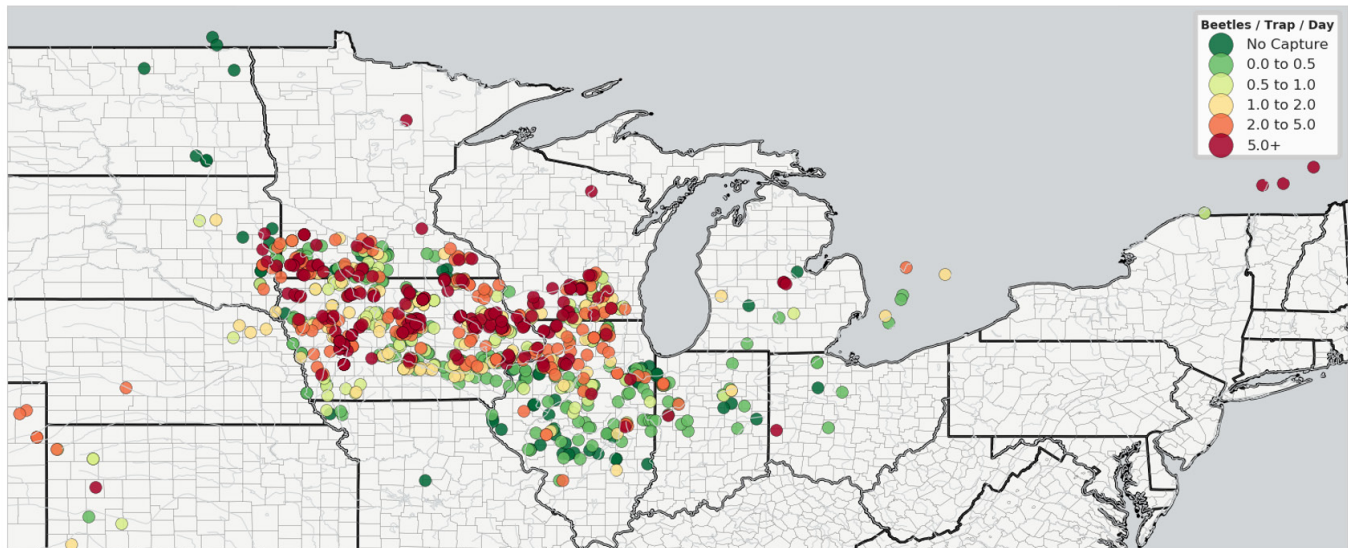 Beetles / Trap / Day
No Capture
0.0 to 0.5
0.5 to 1.0
1.0 to 2.0
2.0 to 5.0
5.0+